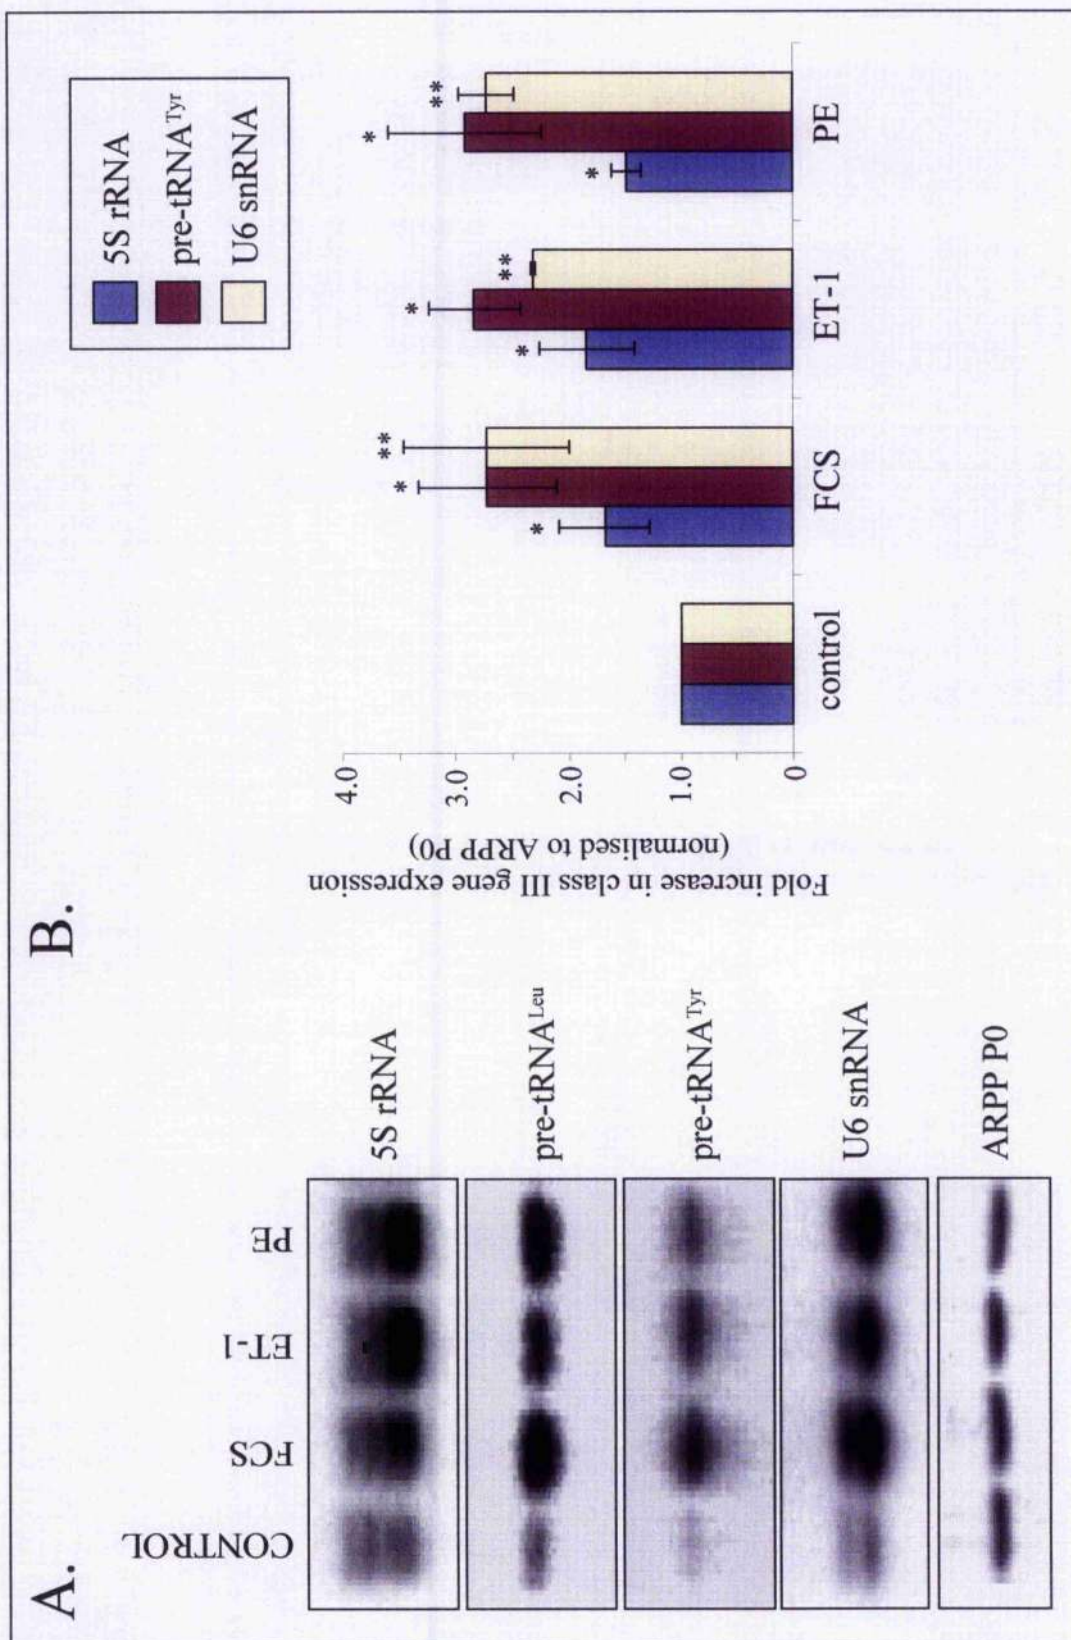 A.
CONTROL
FCS
ET-1
PE
5S rRNA
pre-tRNA^Leu
pre-tRNA^Tyr
U6 snRNA
ARPP P0
B.
Fold increase in class III gene expression
(normalised to ARPP P0)
4.0
3.0
2.0
1.0
0
*
*
**
*
*
**
*
*
**
control
FCS
ET-1
PE
5S rRNA
pre-tRNA^Tyr
U6 snRNA